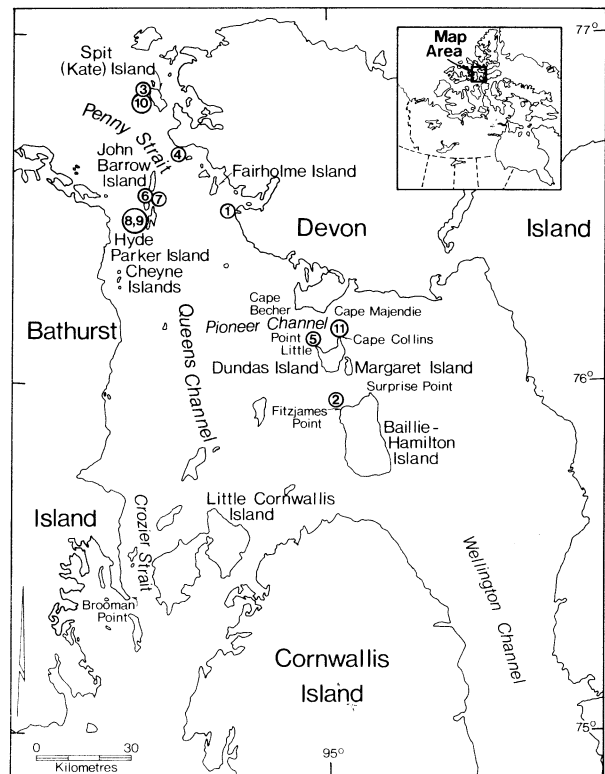 77°
Map
Area
Spit
(Kate) Island
3
10
Penny Strait
4
John
Barrow
Island
Fairholme Island
6
7
1
8,9
Devon
Island
Hyde
Parker Island
Cheyne
Islands
Cape
Becher
Cape Majendie
Bathurst
Queens Channel
Pioneer Channel
11
Point
Little
5
Cape Collins
Dundas Island
Margaret Island
76°
Surprise Point
2
Fitzjames
Point
Baillie-
Hamilton
Island
Little Cornwallis
Island
Island
Crozier Strait
Wellington Channel
Brooman
Point
Cornwallis
Island
75°
0
30
Kilometres
95°